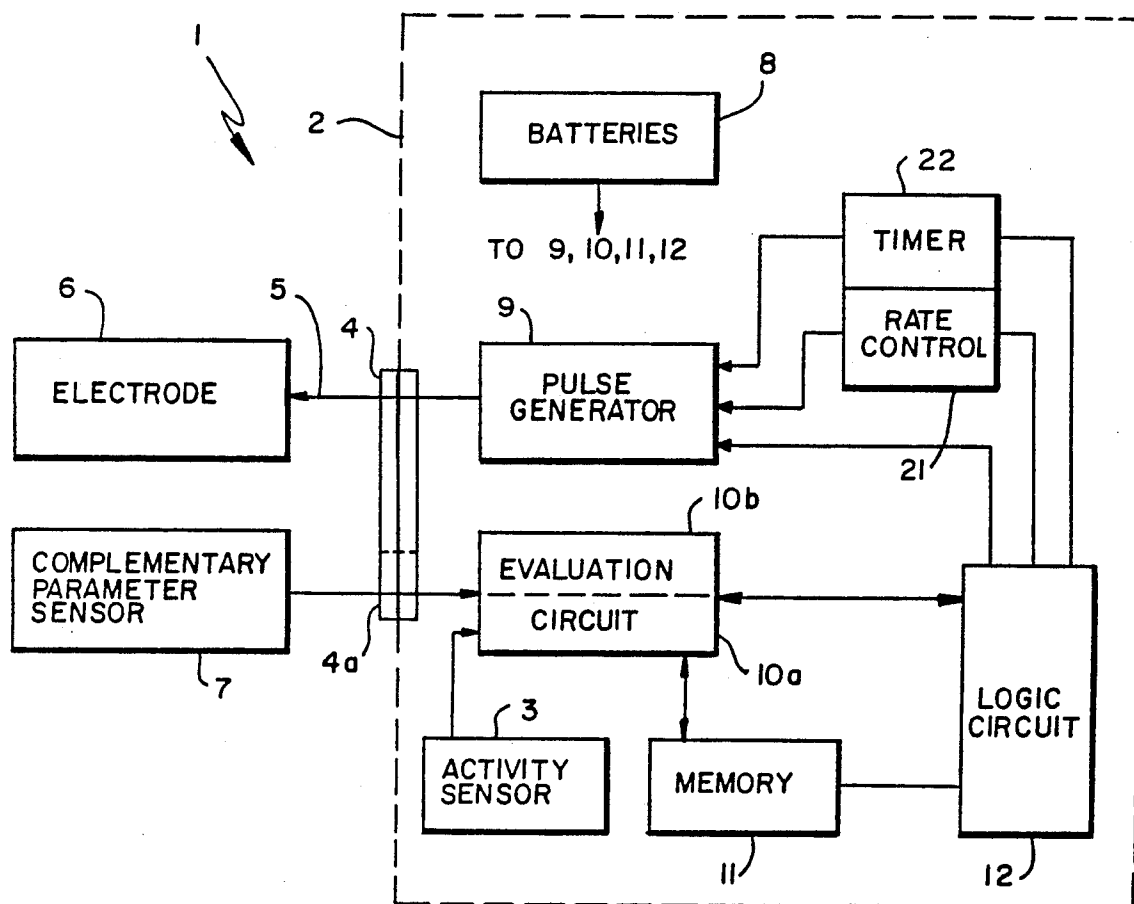 1
2
8
BATTERIES
TO 9, 10, 11, 12
22
TIMER
RATE
CONTROL
21
6
5
4
9
ELECTRODE
PULSE
GENERATOR
10b
COMPLEMENTARY
PARAMETER
SENSOR
7
4a
EVALUATION
CIRCUIT
10a
3
ACTIVITY
SENSOR
MEMORY
11
LOGIC
CIRCUIT
12